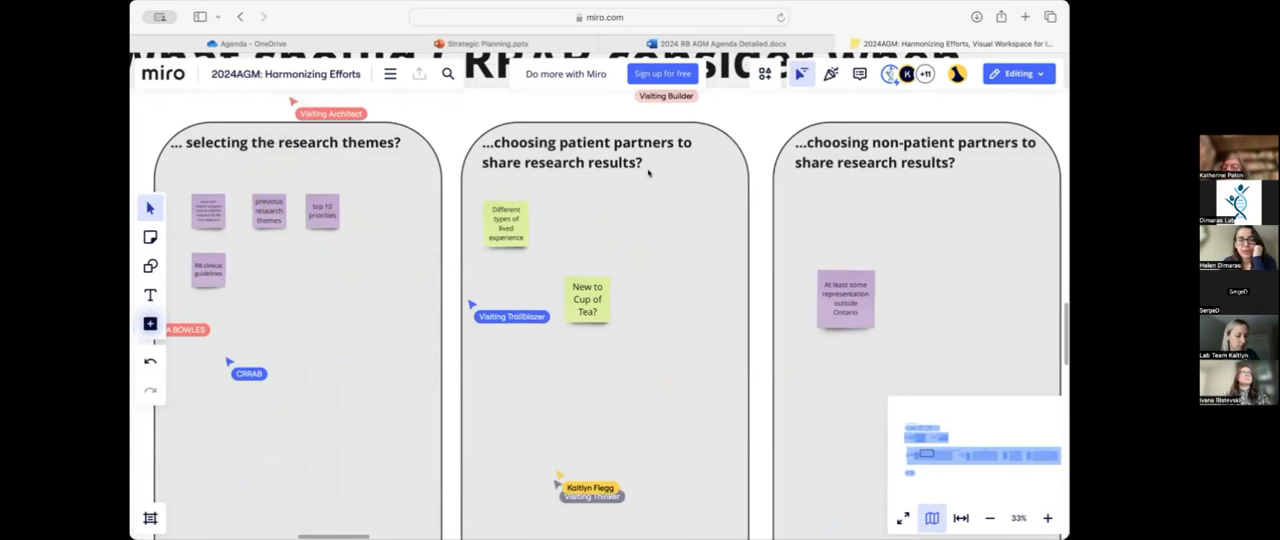 miro.com
Agenda - OneDrive
Strategic Planning.pptx
2024 RB AGM Agenda Detailed.docx
2024AGM: Harmonizing Efforts, Visual Workspace for I...
miro
2024AGM: Harmonizing Efforts
Do more with Miro
Sign up for free
K
+11
Editing
Visiting Builder
Visiting Architect
... selecting the research themes?
...choosing patient partners to
share research results?
...choosing non-patient partners to
share research results?
previous
research
themes
top 10
priorities
RB clinical
guidelines
Different
types of
lived
experience
New to
Cup of
Tea?
At least some
representation
outside
Ontario
Visiting Trailblazer
A BOWLES
CRRAB
Kaitlyn Flegg
Visiting Thinker
33%
Katherine Paton
Dimaras Lab
Helen Dimaras
SergeD
SergeD
Lab Team Kaitlyn
Ivana Ristevski